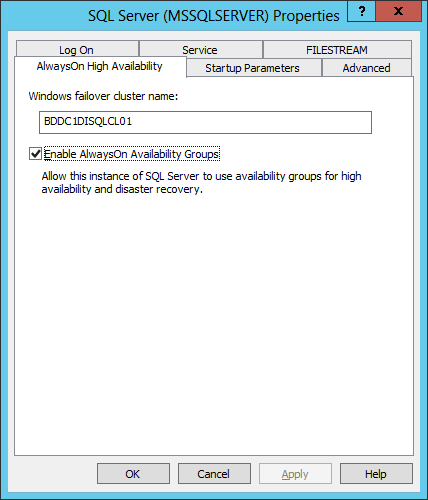 SQL Server (MSSQLSERVER) Properties
?
x
Log On
Service
FILESTREAM
AlwaysOn High Availability
Startup Parameters
Advanced
Windows failover cluster name:
BDDC1DISQLCL01
Enable AlwaysOn Availability Groups
Allow this instance of SQL Server to use availability groups for high
availability and disaster recovery.
OK
Cancel
Apply
Help